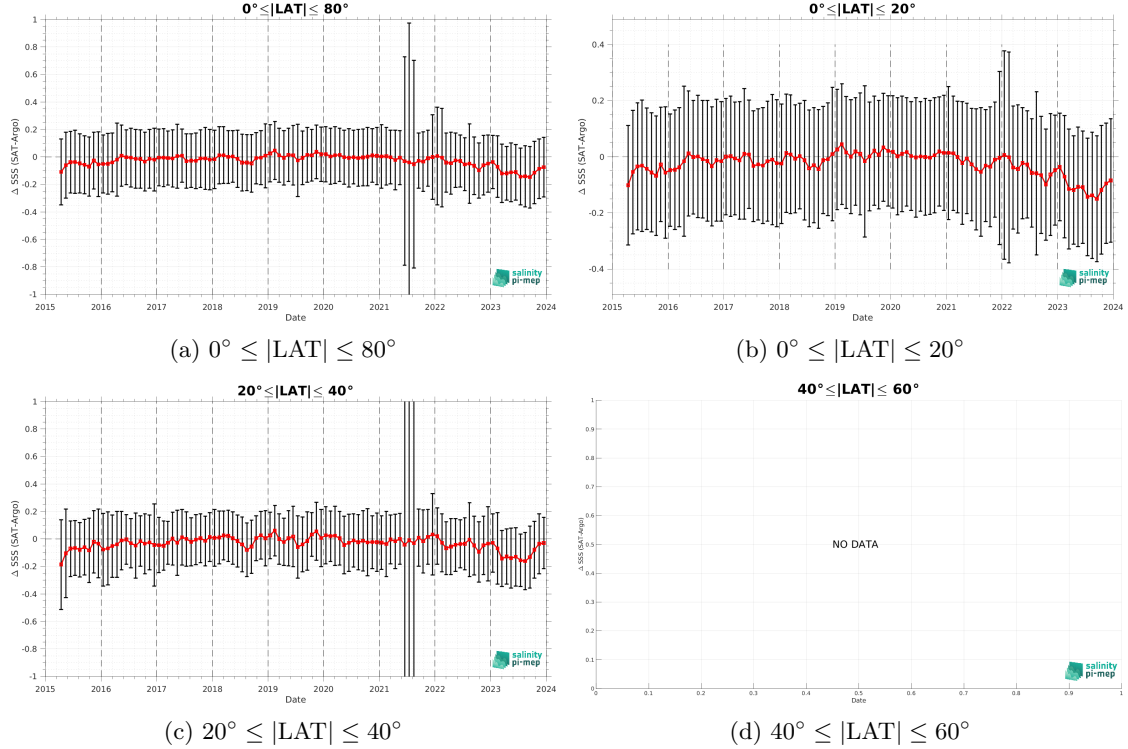 0°≤|LAT|≤ 80°
1
0.8
0.6
0.4
0.2
0
-0.2
-0.4
-0.6
-0.8
-1
Δ SSS (SAT-Argo)
2015 2016 2017 2018 2019 2020 2021 2022 2023 2024
Date
salinity
pi-mep
(a) 0° ≤ |LAT| ≤ 80°
0°≤|LAT|≤ 20°
0.4
0.2
0
-0.2
-0.4
Δ SSS (SAT-Argo)
2015 2016 2017 2018 2019 2020 2021 2022 2023 2024
Date
salinity
pi-mep
(b) 0° ≤ |LAT| ≤ 20°
20°≤|LAT|≤ 40°
1
0.8
0.6
0.4
0.2
0
-0.2
-0.4
-0.6
-0.8
-1
Δ SSS (SAT-Argo)
2015 2016 2017 2018 2019 2020 2021 2022 2023 2024
Date
salinity
pi-mep
(c) 20° ≤ |LAT| ≤ 40°
40°≤|LAT|≤ 60°
1
0.9
0.8
0.7
0.6
0.5
0.4
0.3
0.2
0.1
0
Δ SSS (SAT-Argo)
NO DATA
0 0.1 0.2 0.3 0.4 0.5 0.6 0.7 0.8 0.9 1
Date
salinity
pi-mep
(d) 40° ≤ |LAT| ≤ 60°